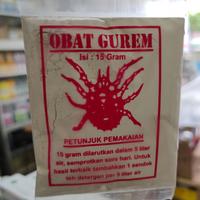 OBAT GUREM
Isi : 15 Gram
PETUNJUK PEMAKAIAN
15 gram dilarutkan dalam 5 liter
air, semprotkan sore hari. Untuk
hasil terbaik tambahkan 1 sendok
teh detergen per 5 liter air